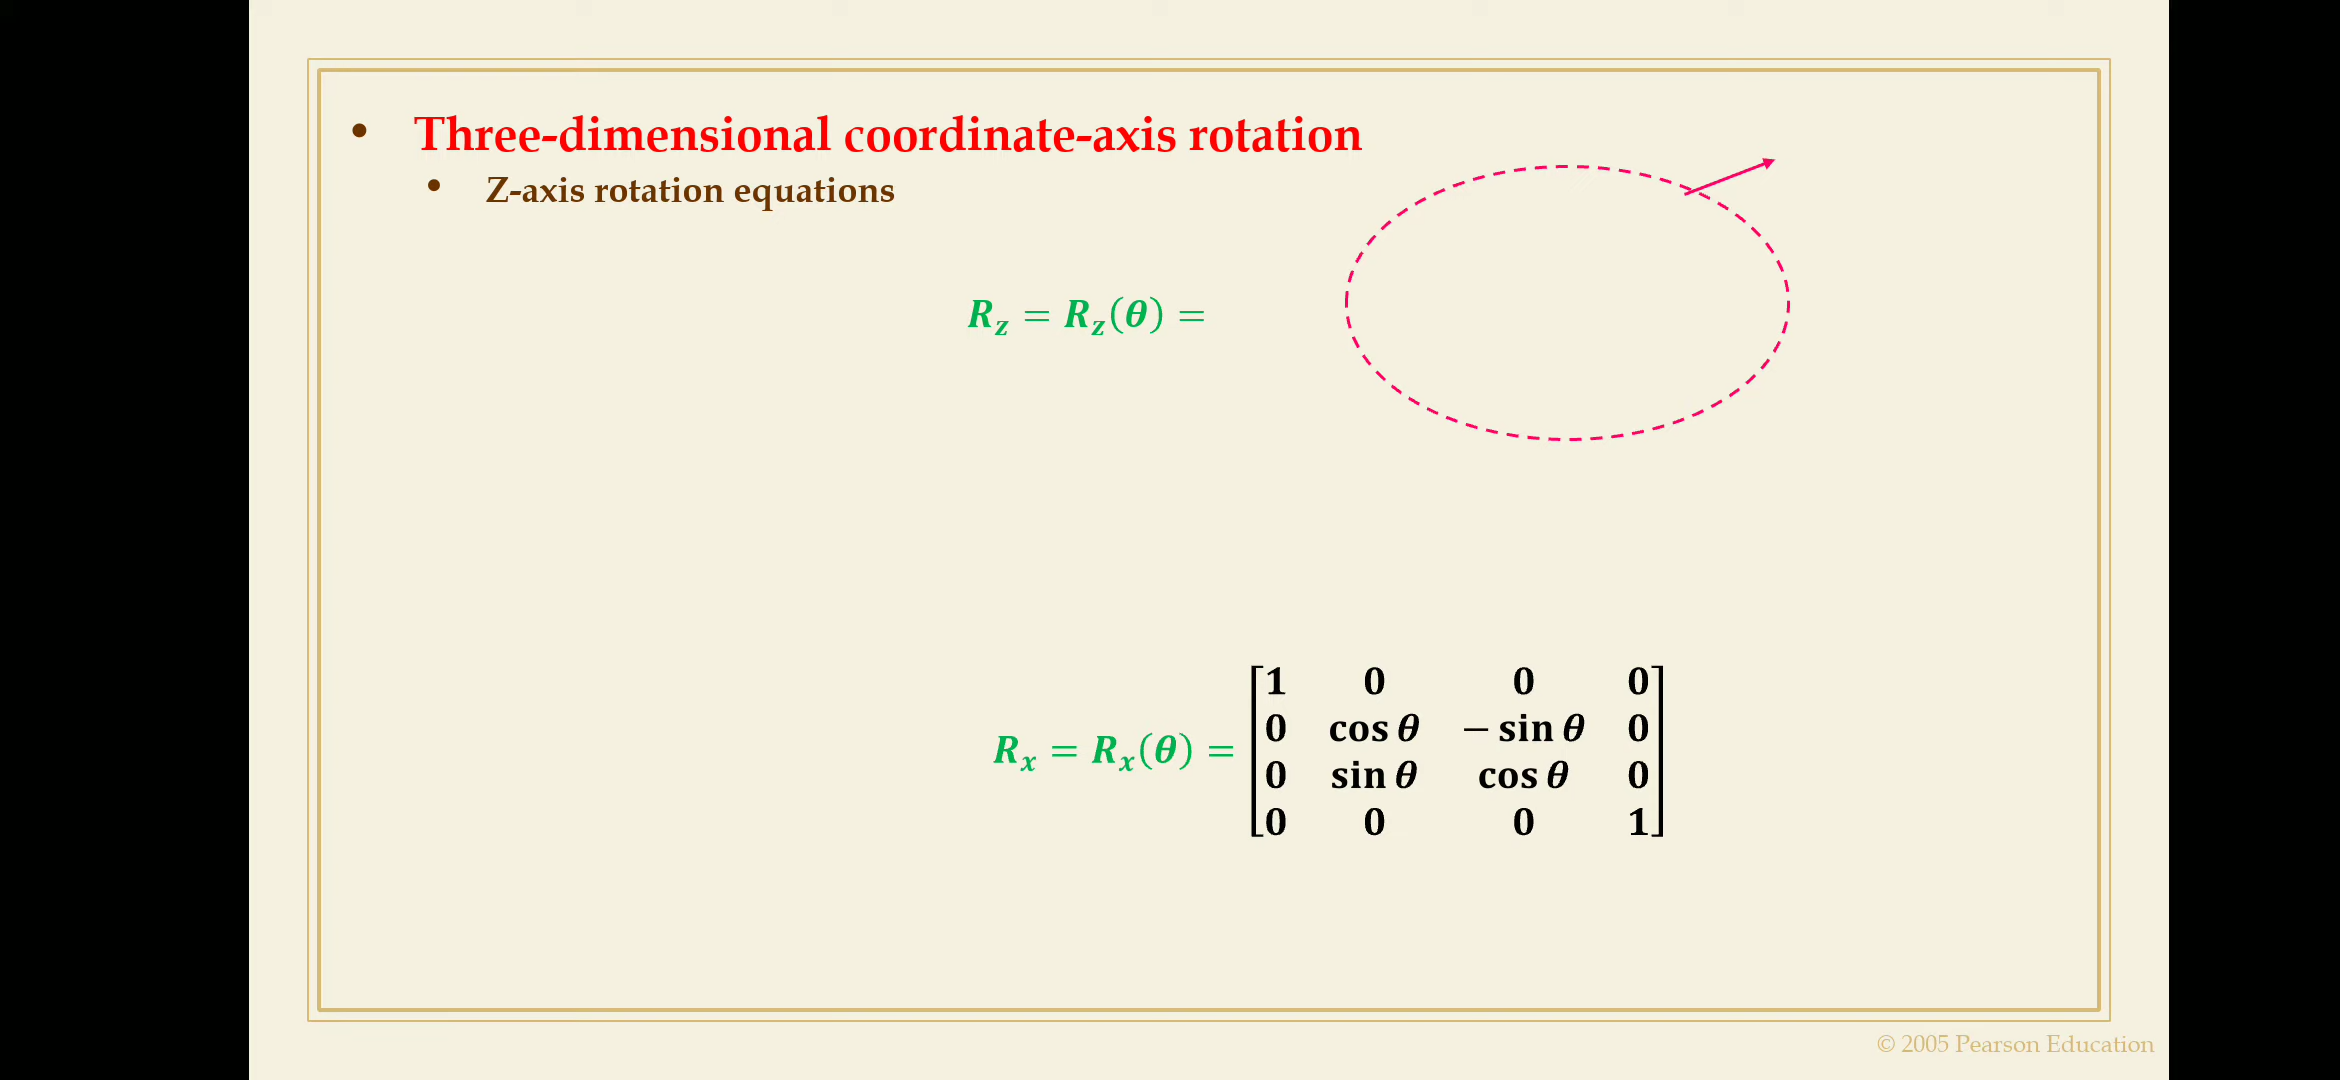 • Three-dimensional coordinate-axis rotation
• Z-axis rotation equations
R_z = R_z(θ) =
R_x = R_x(θ) = [1 0 0 0
0 cos θ − sin θ 0
0 sin θ cos θ 0
0 0 0 1]
© 2005 Pearson Education